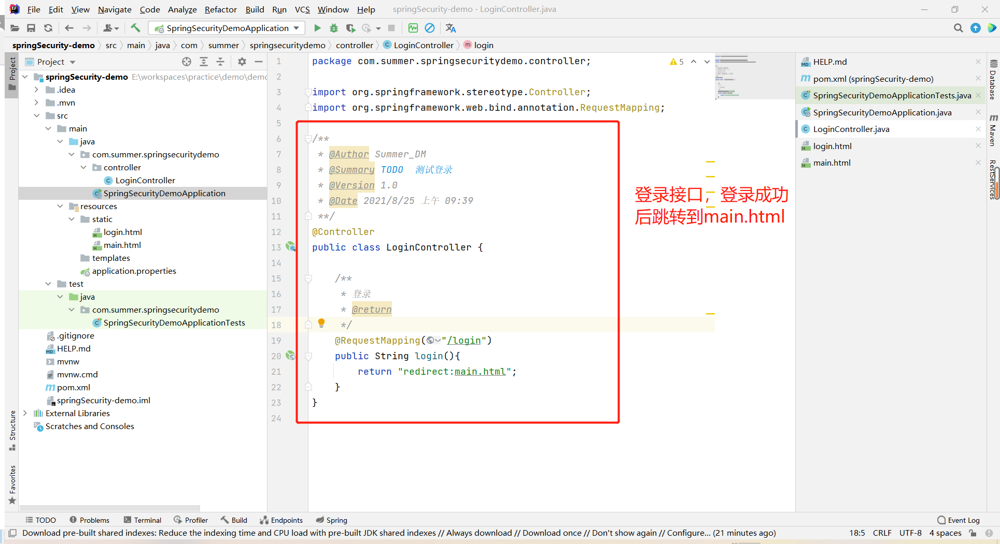 File Edit View Navigate Code Analyze Refactor Build Run VCS Window Help springSecurity-demo - LoginController.java
SpringSecurityDemoApplication
springSecurity-demo src main java com summer springsecuritydemo controller LoginController login
Project
Project
springSecurity-demo E:\workspaces\practice\demo\demo
.idea
.mvn
src
main
java
com.summer.springsecuritydemo
controller
LoginController
SpringSecurityDemoApplication
resources
static
login.html
main.html
templates
application.properties
test
java
com.summer.springsecuritydemo
SpringSecurityDemoApplicationTests
.gitignore
HELP.md
mvnw
mvnw.cmd
pom.xml
springSecurity-demo.iml
External Libraries
Scratches and Consoles
Structure
Favorites
5
1 package com.summer.springsecuritydemo.controller;
2
3 import org.springframework.stereotype.Controller;
4 import org.springframework.web.bind.annotation.RequestMapping;
5
6 /**
7 * @Author Summer_DM
8 * @Summary TODO 测试登录
9 * @Version 1.0
10 * @Date 2021/8/25 上午 09:39
11 **/
12 @Controller
13 public class LoginController {
14
15 /**
16 * 登录
17 * @return
18 */
19 @RequestMapping("/login")
20 public String login(){
21 return "redirect:main.html";
22 }
23 }
24
登录接口，登录成功
后跳转到main.html
HELP.md
pom.xml (springSecurity-demo)
SpringSecurityDemoApplicationTests.java
SpringSecurityDemoApplication.java
LoginController.java
login.html
main.html
Database
Maven
RestServices
TODO Problems Terminal Profiler Build Endpoints Spring Event Log
Download pre-built shared indexes: Reduce the indexing time and CPU load with pre-built JDK shared indexes // Always download // Download once // Don't show again // Configure... (21 minutes ago) 18:5 CRLF UTF-8 4 spaces